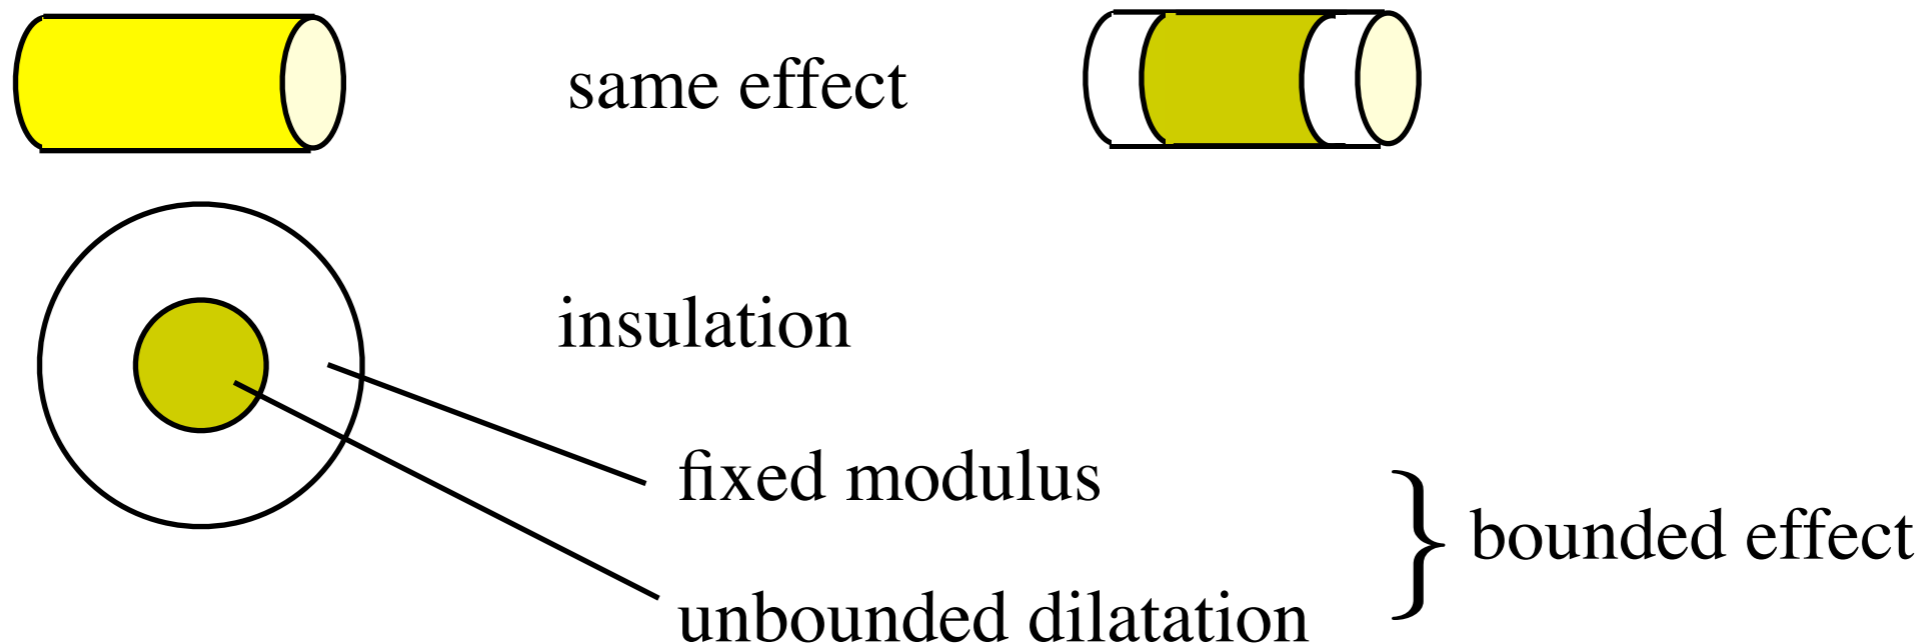 same effect
insulation
fixed modulus
bounded effect
unbounded dilatation